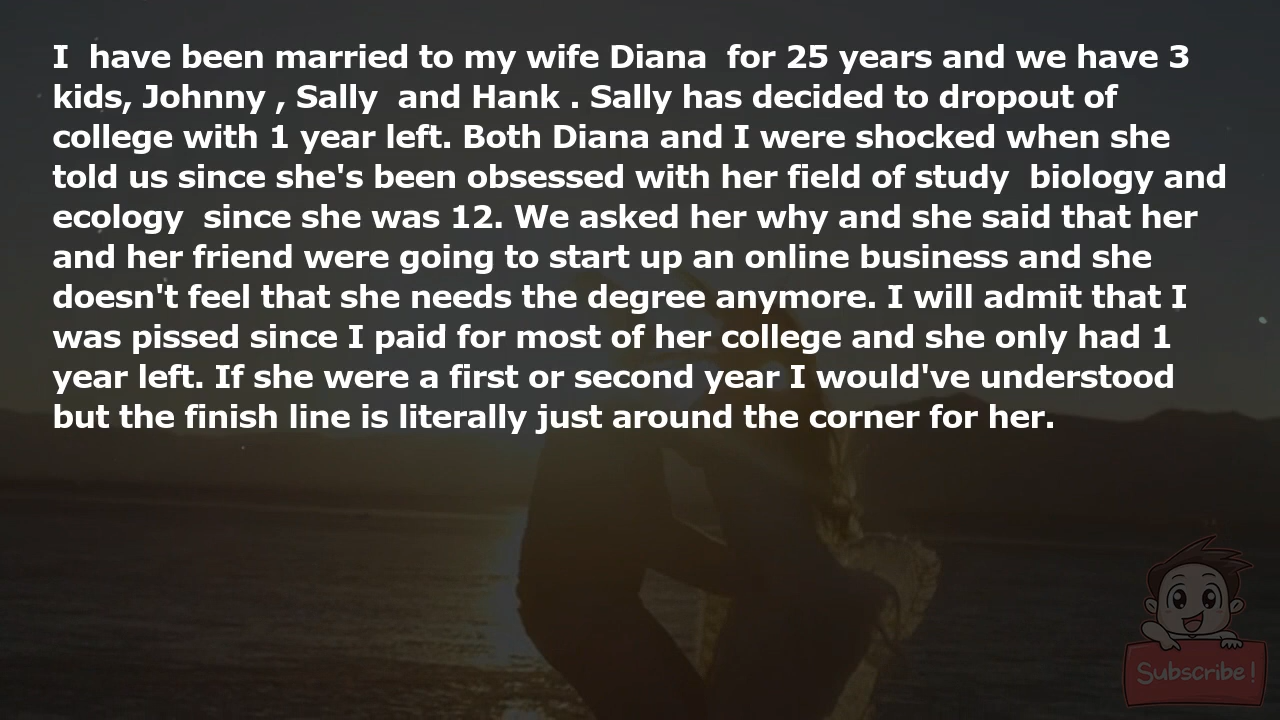 I  have been married to my wife Diana  for 25 years and we have 3
kids, Johnny , Sally  and Hank . Sally has decided to dropout of
college with 1 year left. Both Diana and I were shocked when she
told us since she's been obsessed with her field of study  biology and
ecology  since she was 12. We asked her why and she said that her
and her friend were going to start up an online business and she
doesn't feel that she needs the degree anymore. I will admit that I
was pissed since I paid for most of her college and she only had 1
year left. If she were a first or second year I would've understood
but the finish line is literally just around the corner for her.
Subscribe!